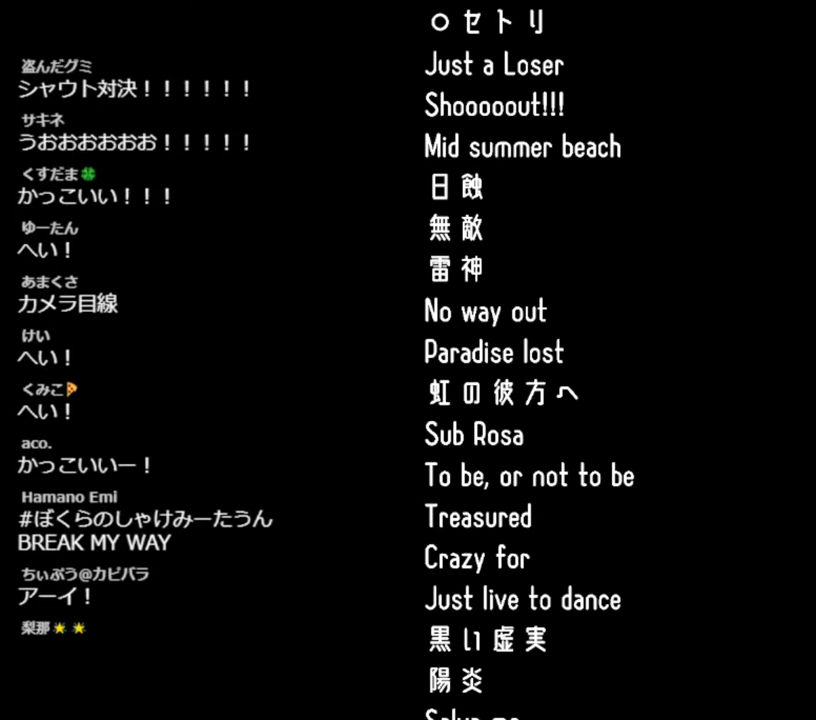 盗んだグミ
シャウト対決！！！！！！
サキネ
うおおおおおお！！！！！
くすだま🍀
かっこいい！！！
ゆーたん
へい！
あまくさ
カメラ目線
けい
へい！
くみこ🍕
へい！
aco.
かっこいいー！
Hamano Emi
#ぼくらのしゃけみーたうん
BREAK MY WAY
ちぃぷう@カピバラ
アーイ！
梨那🌟🌟
○セトリ
Just a Loser
Shooooout!!!
Mid summer beach
日蝕
無敵
雷神
No way out
Paradise lost
虹の彼方へ
Sub Rosa
To be, or not to be
Treasured
Crazy for
Just live to dance
黒い虚実
陽炎